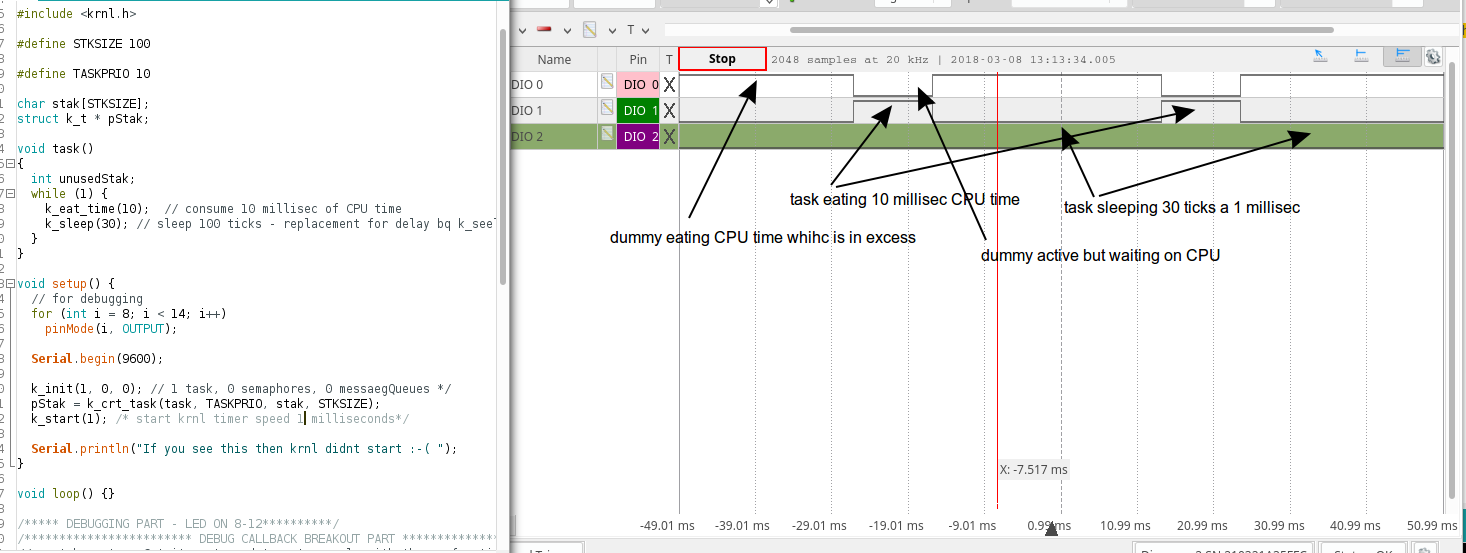 #include <krnl.h>
#define STKSIZE 100
#define TASKPRIO 10
char stak[STKSIZE];
struct k_t * pStak;
void task()
{
int unusedStak;
while (1) {
k_eat_time(10); // consume 10 millisec of CPU time
k_sleep(30); // sleep 100 ticks - replacement for delay bq k_see
}
}
void setup() {
// for debugging
for (int i = 8; i < 14; i++)
pinMode(i, OUTPUT);
Serial.begin(9600);
k_init(1, 0, 0); // 1 task, 0 semaphores, 0 messaegQueues */
pStak = k_crt_task(task, TASKPRIO, stak, STKSIZE);
k_start(1); /* start krnl timer speed 1 milliseconds*/
Serial.println("If you see this then krnl didnt start :-( ");
}
void loop() {}
/***** DEBUGGING PART - LED ON 8-12**********/
/************************ DEBUG CALLBACK BREAKOUT PART **************
T
Name Pin T Stop 2048 samples at 20 kHz | 2018-03-08 13:13:34.005
DIO 0 DIO 0 X
DIO 1 DIO 1 X
DIO 2 DIO 2 X
task eating 10 millisec CPU time
task sleeping 30 ticks a 1 millisec
dummy eating CPU time whihc is in excess
dummy active but waiting on CPU
X: -7.517 ms
-49.01 ms -39.01 ms -29.01 ms -19.01 ms -9.01 ms 0.99 ms 10.99 ms 20.99 ms 30.99 ms 40.99 ms 50.99 ms